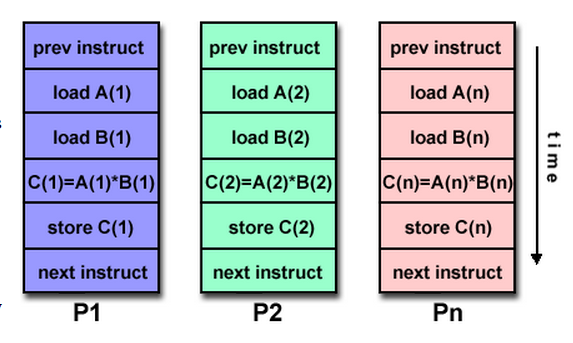 prev instruct
load A(1)
load B(1)
C(1)=A(1)*B(1)
store C(1)
next instruct
P1
prev instruct
load A(2)
load B(2)
C(2)=A(2)*B(2)
store C(2)
next instruct
P2
prev instruct
load A(n)
load B(n)
C(n)=A(n)*B(n)
store C(n)
next instruct
Pn
time